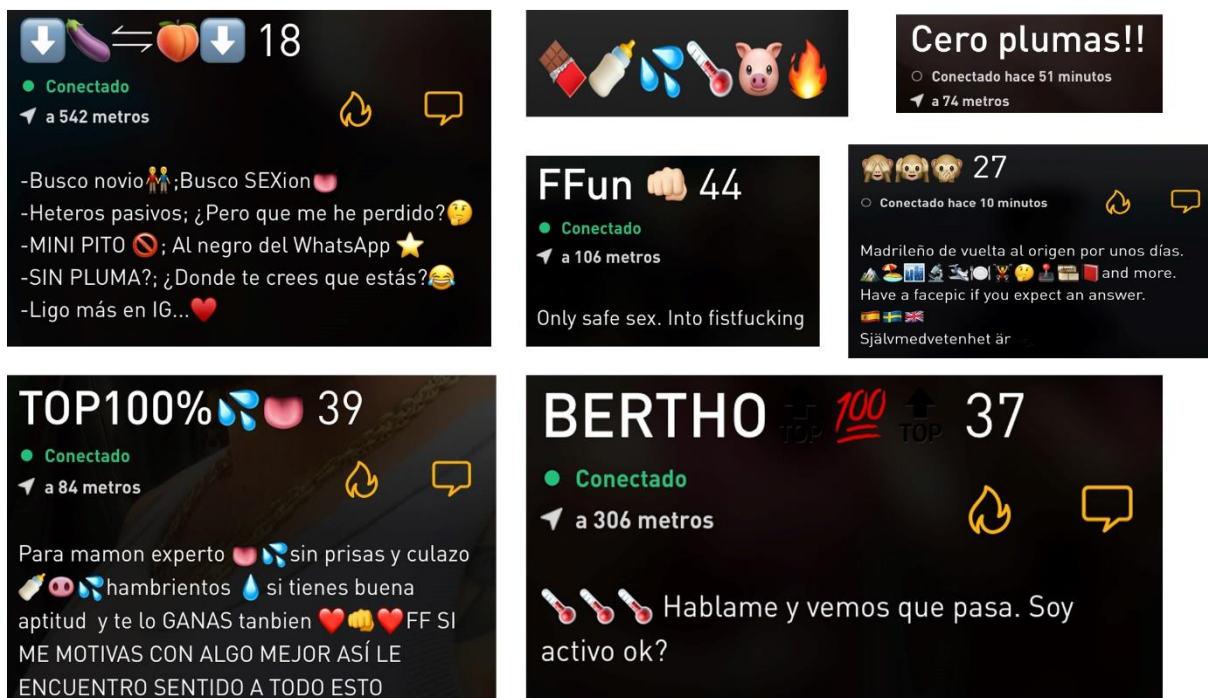 ⬇️🍆⇋🍑⬇️ 18
Conectado
a 542 metros
-Busco novio👬;Busco SEXion👅
-Heteros pasivos; ¿Pero que me he perdido?🤔
-MINI PITO 🚫; Al negro del WhatsApp ⭐
-SIN PLUMA?; ¿Donde te crees que estás?😂
-Ligo más en IG...❤️
🍫🍼💦🌡️🐷🔥
Cero plumas!!
Conectado hace 51 minutos
a 74 metros
FFun 👊🏻 44
Conectado
a 106 metros
Only safe sex. Into fistfucking
🙈🙉🙊 27
Conectado hace 10 minutos
Madrileño de vuelta al origen por unos días.
and more.
Have a facepic if you expect an answer.
🇪🇸🇸🇪🇬🇧
Självmedvetenhet är
TOP100%💦👅 39
Conectado
a 84 metros
Para mamon experto 👅💦sin prisas y culazo
🍼🐽💦hambrientos 💧 si tienes buena
aptitud y te lo GANAS tanbien ❤️👊❤️FF SI
ME MOTIVAS CON ALGO MEJOR ASÍ LE
ENCUENTRO SENTIDO A TODO ESTO
BERTHO 🔝 💯 🔝 37
Conectado
a 306 metros
🌡️🌡️🌡️ Hablame y vemos que pasa. Soy
activo ok?